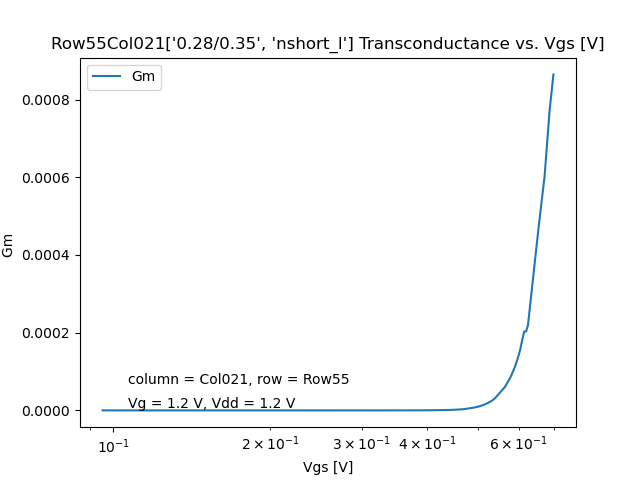 Row55Col021['0.28/0.35', 'nshort_l'] Transconductance vs. Vgs [V]
Gm
0.0008
0.0006
0.0004
0.0002
0.0000
Gm
column = Col021, row = Row55
Vg = 1.2 V, Vdd = 1.2 V
10⁻¹ 2 × 10⁻¹ 3 × 10⁻¹ 4 × 10⁻¹ 6 × 10⁻¹
Vgs [V]